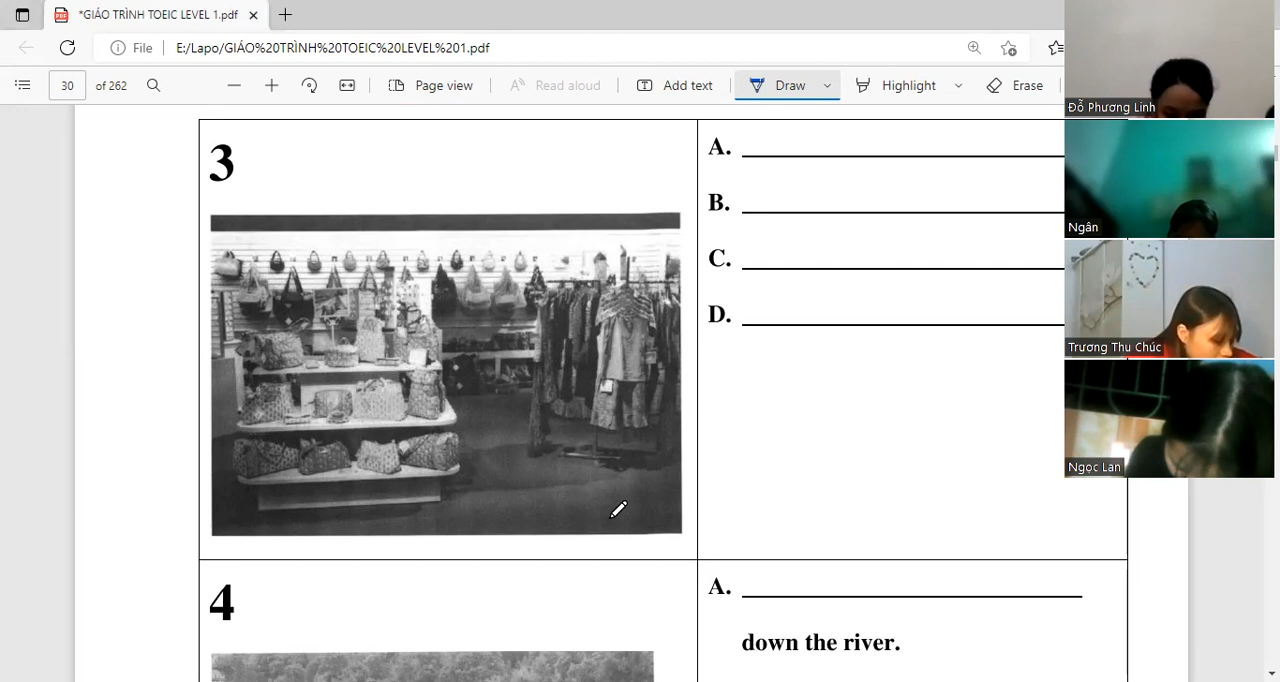 *GIÁO TRÌNH TOEIC LEVEL 1.pdf
File E:/Lapo/GIÁO%20TRÌNH%20TOEIC%20LEVEL%201.pdf
30 of 262 Page view Read aloud Add text Draw Highlight Erase
Đỗ Phương Linh
Ngân
Trương Thu Chúc
Ngọc Lan
3
A.
B.
C.
D.
4
A.
down the river.